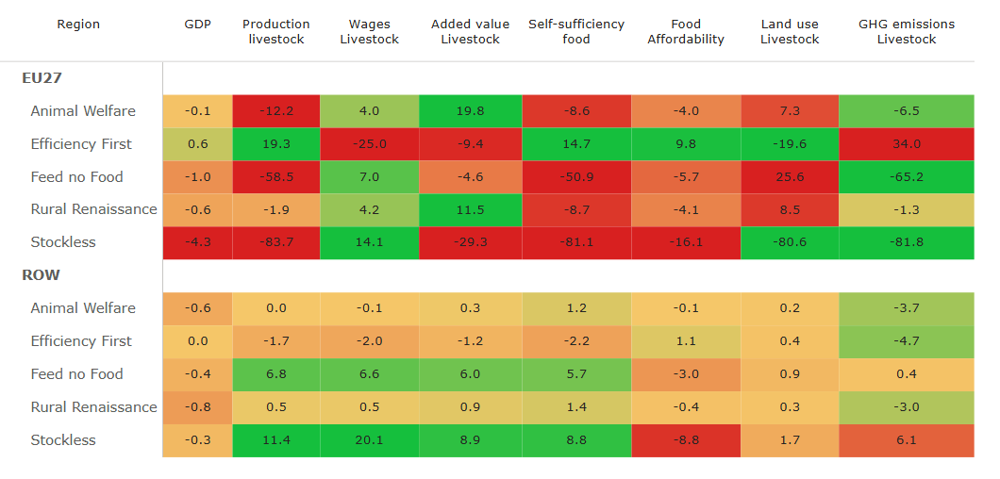 Region GDP Production livestock Wages Livestock Added value Livestock Self-sufficiency food Food Affordability Land use Livestock GHG emissions Livestock
EU27
Animal Welfare -0.1 -12.2 4.0 19.8 -8.6 -4.0 7.3 -6.5
Efficiency First 0.6 19.3 -25.0 -9.4 14.7 9.8 -19.6 34.0
Feed no Food -1.0 -58.5 7.0 -4.6 -50.9 -5.7 25.6 -65.2
Rural Renaissance -0.6 -1.9 4.2 11.5 -8.7 -4.1 8.5 -1.3
Stockless -4.3 -83.7 14.1 -29.3 -81.1 -16.1 -80.6 -81.8
ROW
Animal Welfare -0.6 0.0 -0.1 0.3 1.2 -0.1 0.2 -3.7
Efficiency First 0.0 -1.7 -2.0 -1.2 -2.2 1.1 0.4 -4.7
Feed no Food -0.4 6.8 6.6 6.0 5.7 -3.0 0.9 0.4
Rural Renaissance -0.8 0.5 0.5 0.9 1.4 -0.4 0.3 -3.0
Stockless -0.3 11.4 20.1 8.9 8.8 -8.8 1.7 6.1